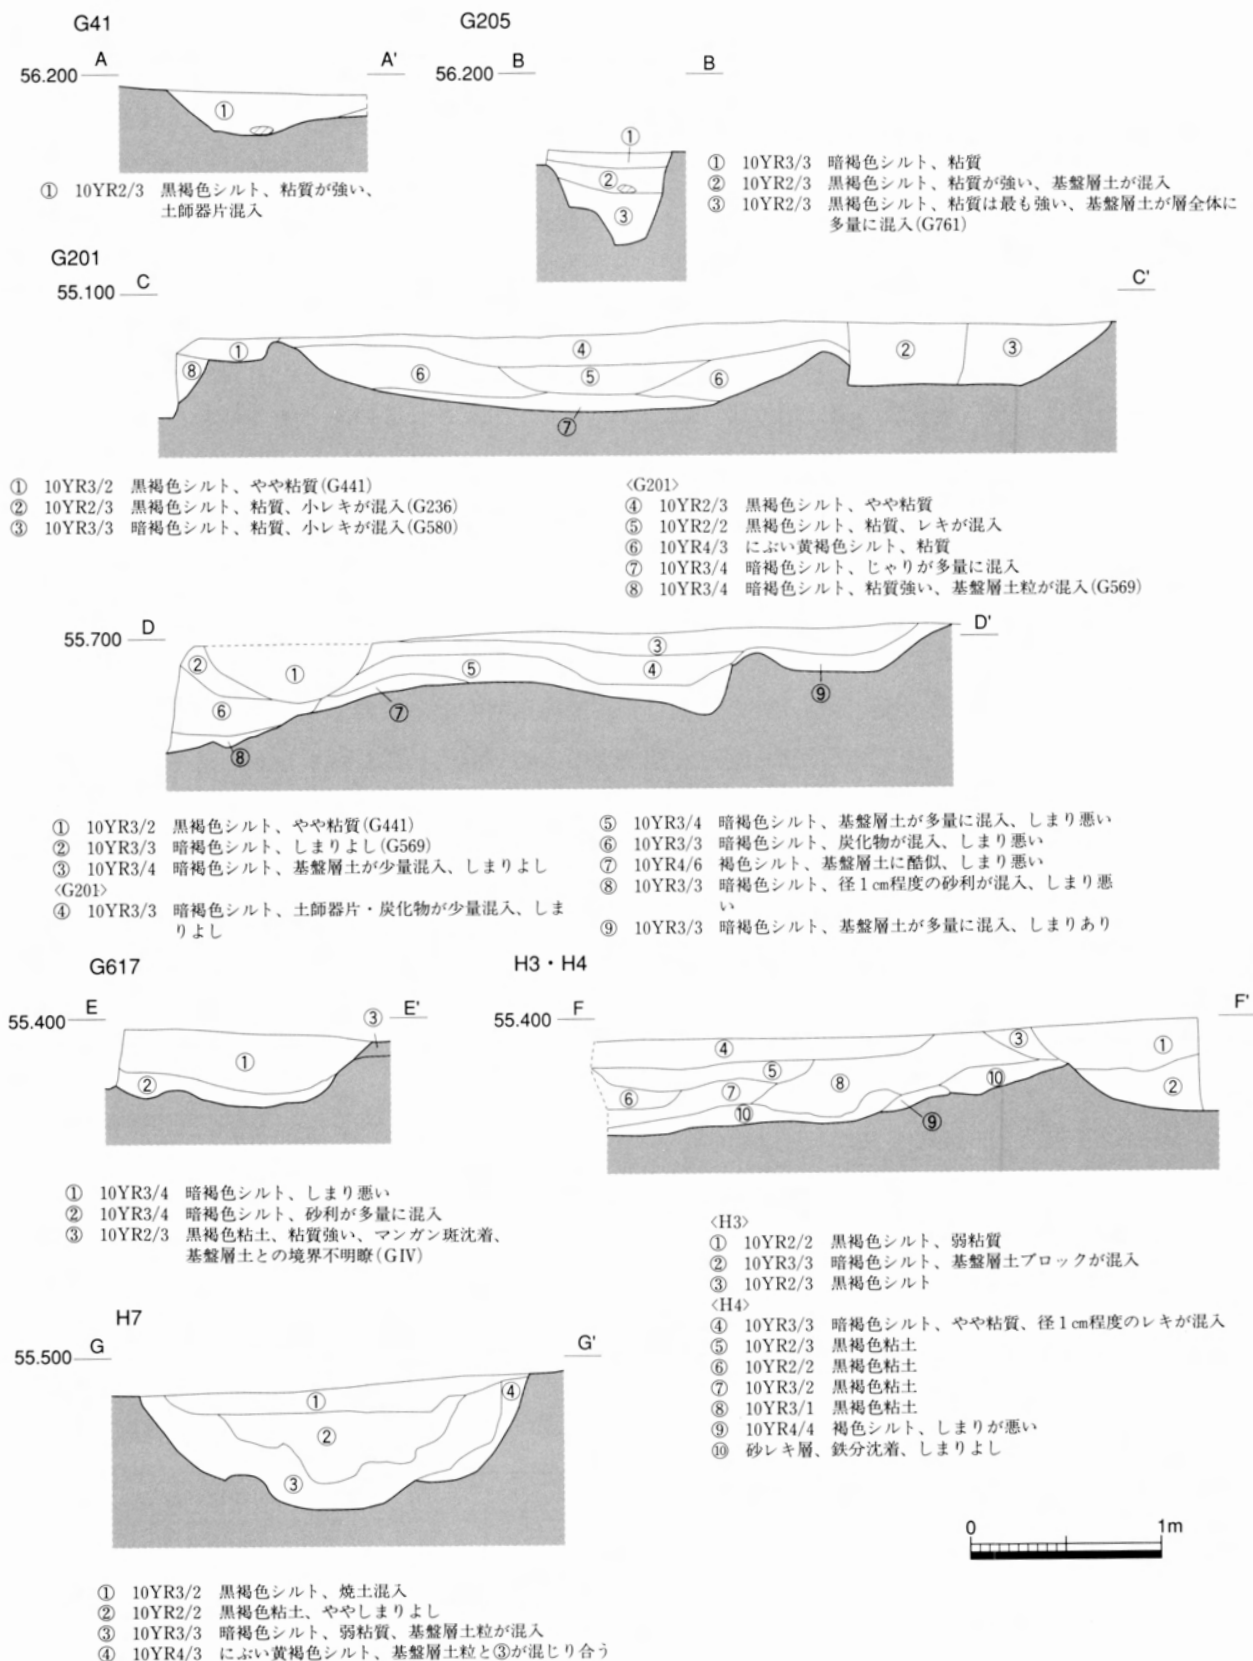 G41
A
A'
56.200
①
① 10YR2/3 黒褐色シルト、粘質が強い、
土師器片混入
G205
B
B
56.200
①
②
③
① 10YR3/3 暗褐色シルト、粘質
② 10YR2/3 黒褐色シルト、粘質が強い、基盤層土が混入
③ 10YR2/3 黒褐色シルト、粘質は最も強い、基盤層土が層全体に
多量に混入(G761)
G201
C
C'
55.100
⑧ ① ④ ② ③
⑥ ⑤ ⑥
⑦
① 10YR3/2 黒褐色シルト、やや粘質(G441)
② 10YR2/3 黒褐色シルト、粘質、小レキが混入(G236)
③ 10YR3/3 暗褐色シルト、粘質、小レキが混入(G580)
〈G201〉
④ 10YR2/3 黒褐色シルト、やや粘質
⑤ 10YR2/2 黒褐色シルト、粘質、レキが混入
⑥ 10YR4/3 にぶい黄褐色シルト、粘質
⑦ 10YR3/4 暗褐色シルト、じゃりが多量に混入
⑧ 10YR3/4 暗褐色シルト、粘質強い、基盤層土粒が混入(G569)
D
D'
55.700
② ① ③
⑤ ④
⑥ ⑦ ⑨
⑧
① 10YR3/2 黒褐色シルト、やや粘質(G441)
② 10YR3/3 暗褐色シルト、しまりよし(G569)
③ 10YR3/4 暗褐色シルト、基盤層土が少量混入、しまりよし
〈G201〉
④ 10YR3/3 暗褐色シルト、土師器片・炭化物が少量混入、しま
りよし
⑤ 10YR3/4 暗褐色シルト、基盤層土が多量に混入、しまり悪い
⑥ 10YR3/3 暗褐色シルト、炭化物が混入、しまり悪い
⑦ 10YR4/6 褐色シルト、基盤層土に酷似、しまり悪い
⑧ 10YR3/3 暗褐色シルト、径1㎝程度の砂利が混入、しまり悪
い
⑨ 10YR3/3 暗褐色シルト、基盤層土が多量に混入、しまりあり
G617
E
E'
55.400
③
①
②
① 10YR3/4 暗褐色シルト、しまり悪い
② 10YR3/4 暗褐色シルト、砂利が多量に混入
③ 10YR2/3 黒褐色粘土、粘質強い、マンガン斑沈着、
基盤層土との境界不明瞭(GIV)
H3・H4
F
F'
55.400
④ ③ ①
⑤ ⑧ ⑩ ②
⑥ ⑦
⑩ ⑨
〈H3〉
① 10YR2/2 黒褐色シルト、弱粘質
② 10YR3/3 暗褐色シルト、基盤層土ブロックが混入
③ 10YR2/3 黒褐色シルト
〈H4〉
④ 10YR3/3 暗褐色シルト、やや粘質、径1㎝程度のレキが混入
⑤ 10YR2/3 黒褐色粘土
⑥ 10YR2/2 黒褐色粘土
⑦ 10YR3/2 黒褐色粘土
⑧ 10YR3/1 黒褐色粘土
⑨ 10YR4/4 褐色シルト、しまりが悪い
⑩ 砂レキ層、鉄分沈着、しまりよし
H7
G
G'
55.500
① ④
②
③
① 10YR3/2 黒褐色シルト、焼土混入
② 10YR2/2 黒褐色粘土、ややしまりよし
③ 10YR3/3 暗褐色シルト、弱粘質、基盤層土粒が混入
④ 10YR4/3 にぶい黄褐色シルト、基盤層土粒と③が混じり合う
0 1m